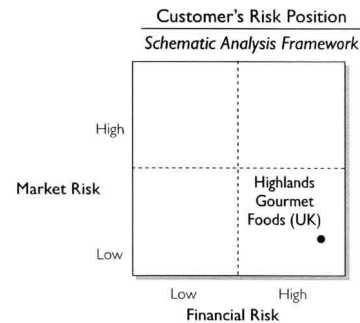 Customer's Risk Position
Schematic Analysis Framework
High
Market Risk
Highlands
Gourmet
Foods (UK)
Low
Low
High
Financial Risk